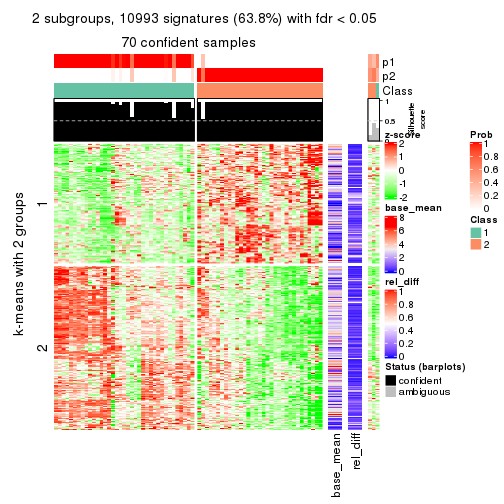 2 subgroups, 10993 signatures (63.8%) with fdr < 0.05
70 confident samples
p1
p2
Class
1
0.5
0
Silhouette
score
k-means with 2 groups
1
2
base_mean
rel_diff
z-score
2
1
0
-1
-2
base_mean
8
6
4
2
0
rel_diff
1
0.8
0.6
0.4
0.2
0
Status (barplots)
confident
ambiguous
Prob
1
0.8
0.6
0.4
0.2
0
Class
1
2